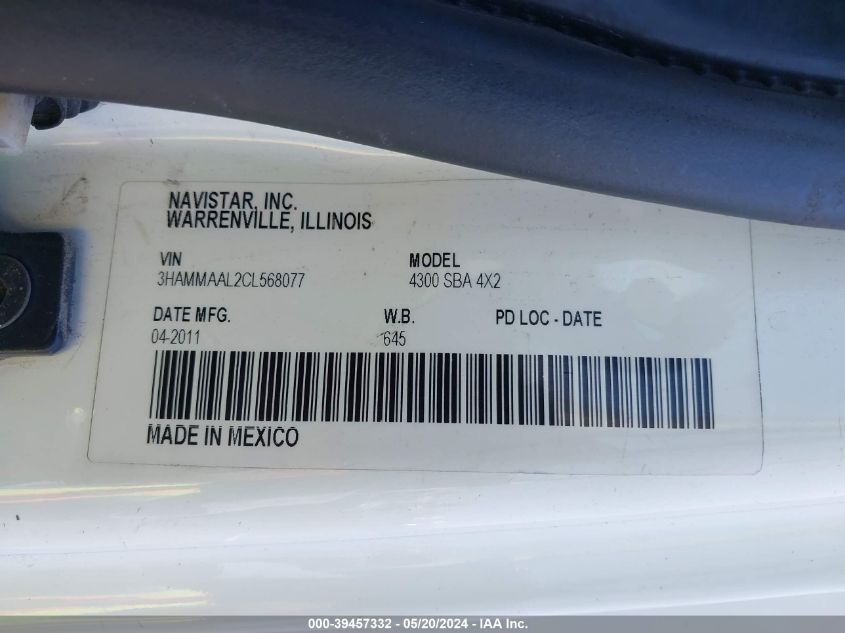 NAVISTAR, INC.
WARRENVILLE, ILLINOIS
VIN MODEL
3HAMMAAL2CL568077 4300 SBA 4X2
DATE MFG. W.B. PD LOC - DATE
04-2011 645
MADE IN MEXICO
000-39457332 — 05/20/2024 — IAA Inc.